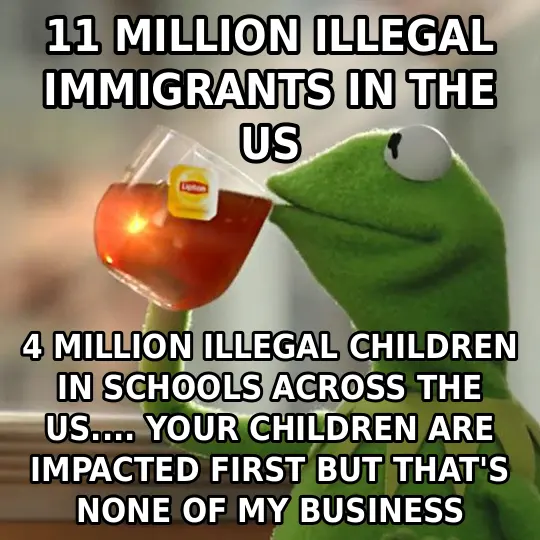 11 MILLION ILLEGAL
IMMIGRANTS IN THE
US
Lipton
4 MILLION ILLEGAL CHILDREN
IN SCHOOLS ACROSS THE
US.... YOUR CHILDREN ARE
IMPACTED FIRST BUT THAT'S
NONE OF MY BUSINESS